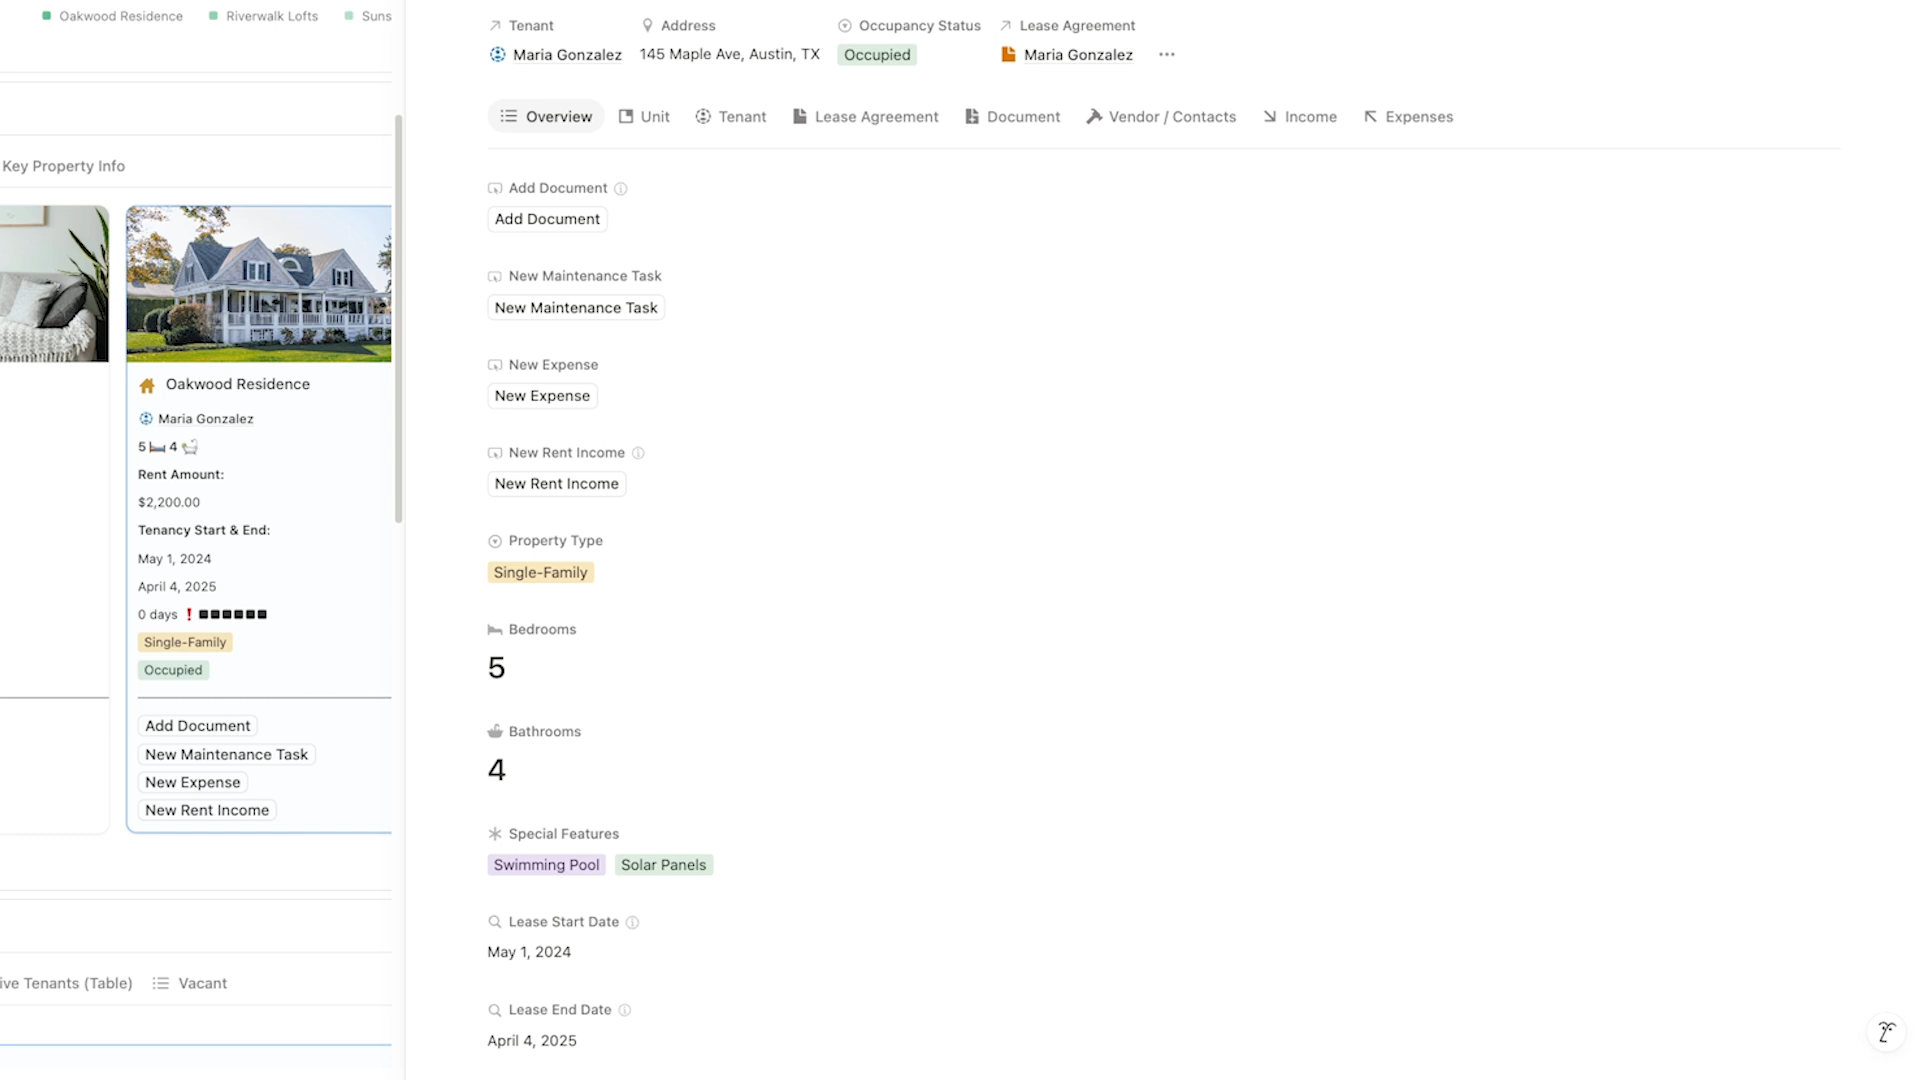 Oakwood Residence
Riverwalk Lofts
Suns
Key Property Info
Oakwood Residence
Maria Gonzalez
5 🛏 4 🛁
Rent Amount:
$2,200.00
Tenancy Start & End:
May 1, 2024
April 4, 2025
0 days ❗ ◾◾◾◾◾◾
Single-Family
Occupied
Add Document
New Maintenance Task
New Expense
New Rent Income
ive Tenants (Table)
Vacant
Tenant
Address
Occupancy Status
Lease Agreement
Maria Gonzalez
145 Maple Ave, Austin, TX
Occupied
Maria Gonzalez
Overview
Unit
Tenant
Lease Agreement
Document
Vendor / Contacts
Income
Expenses
Add Document
Add Document
New Maintenance Task
New Maintenance Task
New Expense
New Expense
New Rent Income
New Rent Income
Property Type
Single-Family
Bedrooms
5
Bathrooms
4
Special Features
Swimming Pool
Solar Panels
Lease Start Date
May 1, 2024
Lease End Date
April 4, 2025